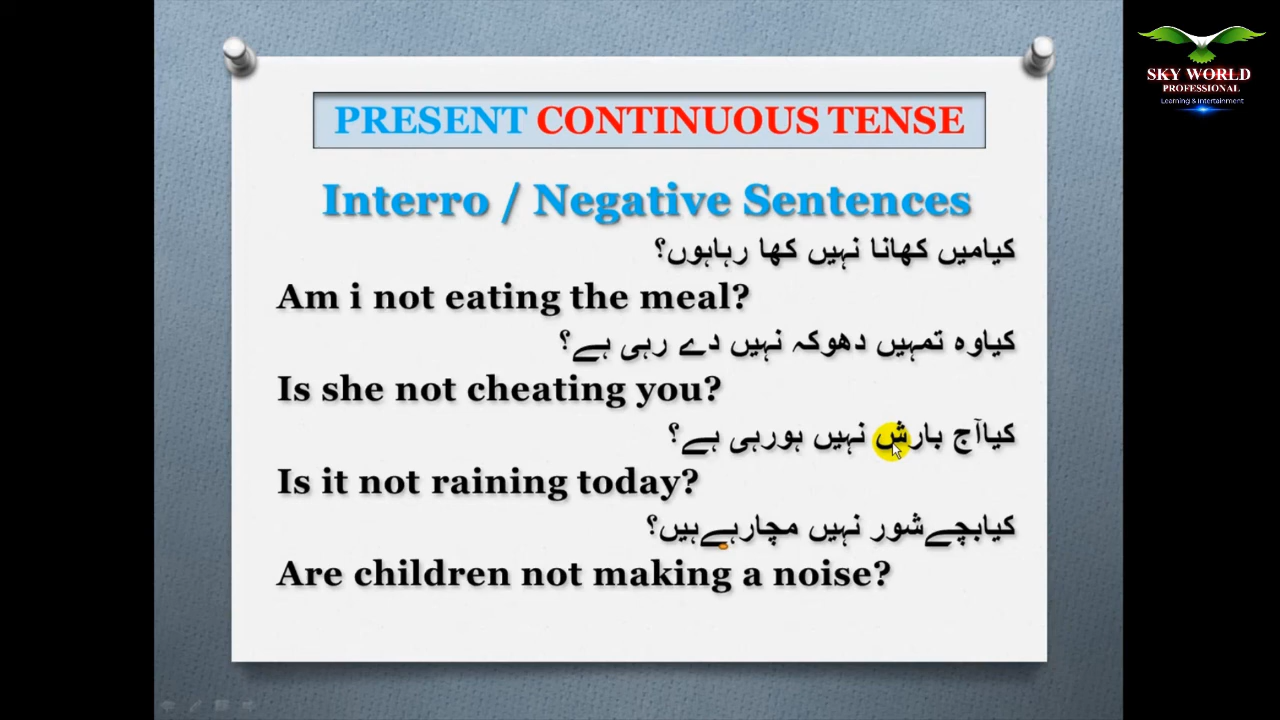 SKY WORLD
PROFESSIONAL
Learning & Intertainment
PRESENT CONTINUOUS TENSE
Interro / Negative Sentences
کیامیں کھانا نہیں کھا رہاہوں؟
Am i not eating the meal?
کیاوہ تمہیں دھوکہ نہیں دے رہی ہے؟
Is she not cheating you?
کیاآج بارش نہیں ہورہی ہے؟
Is it not raining today?
کیابچےشور نہیں مچارہےہیں؟
Are children not making a noise?